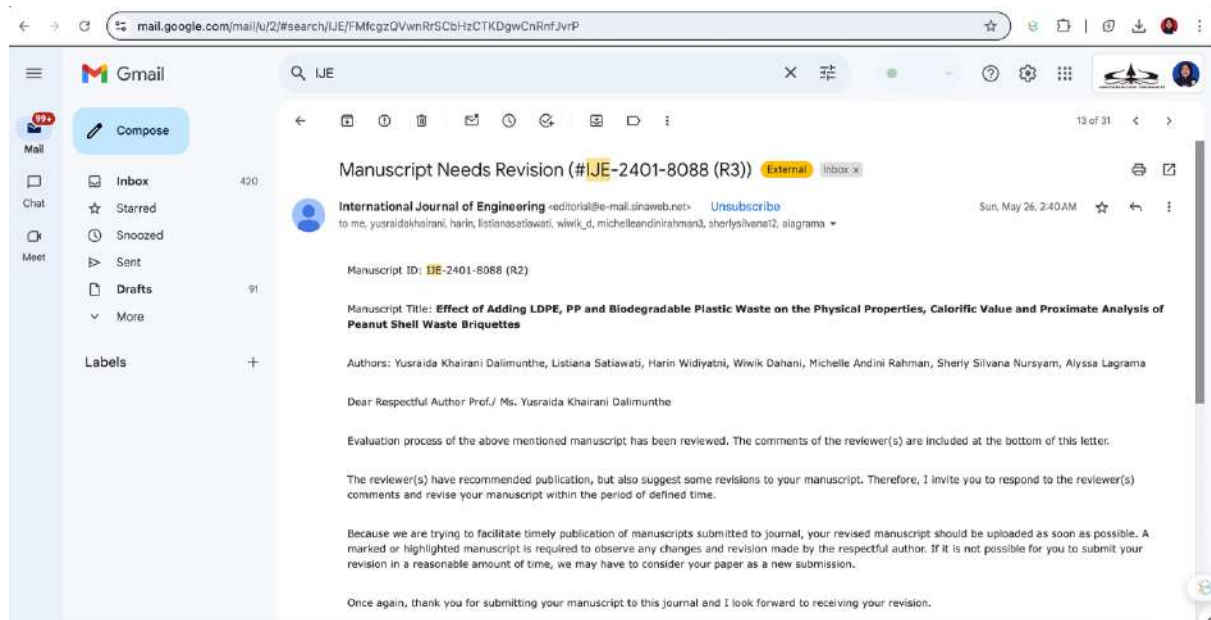 mail.google.com/mail/u/2/#search/IJE/FMfcgzQVwnRrSCbHzCTKDgwCnRnfJvrP
Gmail
IJE
99+
Mail
Chat
Meet
Compose
Inbox 420
Starred
Snoozed
Sent
Drafts 91
More
Labels
13 of 31
Manuscript Needs Revision (#IJE-2401-8088 (R3)) External Inbox x
International Journal of Engineering <editorial@e-mail.sinaweb.net> Unsubscribe Sun, May 26, 2:40 AM
to me, yusraidakhairani, harin, listianasatiawati, wiwik_d, michelleandinirahman3, sherlysilvana12, alagrama
Manuscript ID: IJE-2401-8088 (R2)
Manuscript Title: Effect of Adding LDPE, PP and Biodegradable Plastic Waste on the Physical Properties, Calorific Value and Proximate Analysis of
Peanut Shell Waste Briquettes
Authors: Yusraida Khairani Dalimunthe, Listiana Satiawati, Harin Widiyatni, Wiwik Dahani, Michelle Andini Rahman, Sherly Silvana Nursyam, Alyssa Lagrama
Dear Respectful Author Prof./ Ms. Yusraida Khairani Dalimunthe
Evaluation process of the above mentioned manuscript has been reviewed. The comments of the reviewer(s) are included at the bottom of this letter.
The reviewer(s) have recommended publication, but also suggest some revisions to your manuscript. Therefore, I invite you to respond to the reviewer(s)
comments and revise your manuscript within the period of defined time.
Because we are trying to facilitate timely publication of manuscripts submitted to journal, your revised manuscript should be uploaded as soon as possible. A
marked or highlighted manuscript is required to observe any changes and revision made by the respectful author. If it is not possible for you to submit your
revision in a reasonable amount of time, we may have to consider your paper as a new submission.
Once again, thank you for submitting your manuscript to this journal and I look forward to receiving your revision.